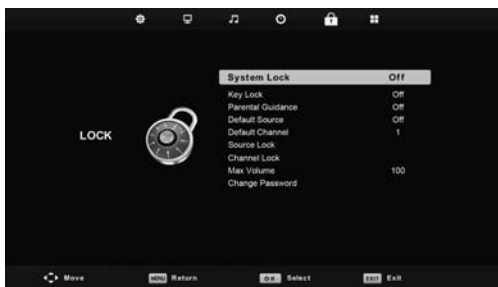 System Lock Off
Key Lock Off
Parental Guidance Off
Default Source Off
Default Channel 1
LOCK
Source Lock
Channel Lock
Max Volume 100
Change Password
Move MENU Return OK Select EXIT Exit